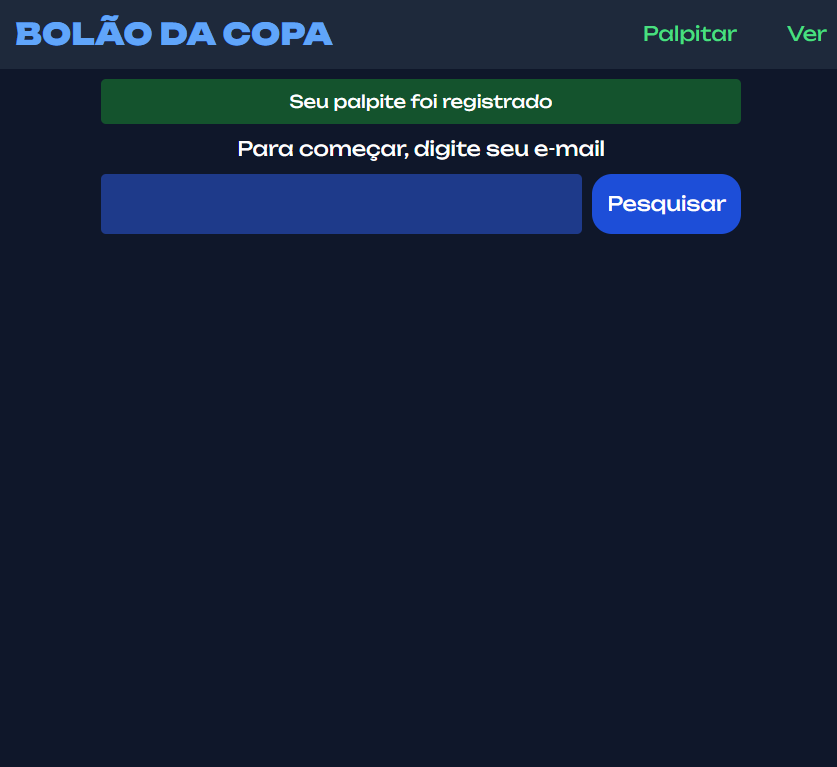 BOLÃO DA COPA
Palpitar
Ver
Seu palpite foi registrado
Para começar, digite seu e-mail
Pesquisar